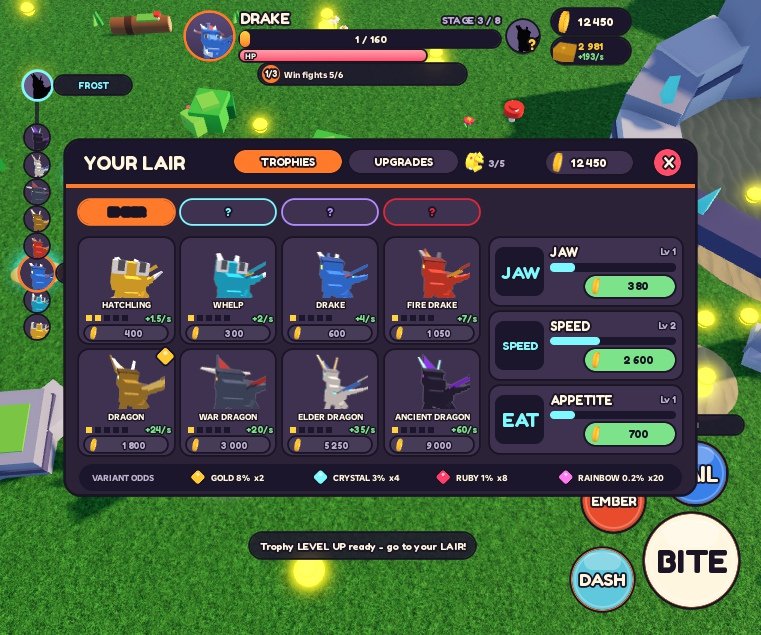 DRAKE
STAGE 3 / 8
12 450
1 / 160
HP
2 981
+193/s
1/3 Win fights 5/6
?
FROST
YOUR LAIR
TROPHIES
UPGRADES
3/5
12 450
X
?
?
?
HATCHLING
+1.5/s
400
WHELP
+2/s
300
DRAKE
+4/s
600
FIRE DRAKE
+7/s
1 050
DRAGON
+24/s
1 800
WAR DRAGON
+20/s
3 000
ELDER DRAGON
+35/s
5 250
ANCIENT DRAGON
+60/s
9 000
JAW
JAW
Lv 1
380
SPEED
SPEED
Lv 2
2 600
EAT
APPETITE
Lv 1
700
VARIANT ODDS
GOLD 8% x2
CRYSTAL 3% x4
RUBY 1% x8
RAINBOW 0.2% x20
EMBER
BITE
DASH
Trophy LEVEL UP ready - go to your LAIR!